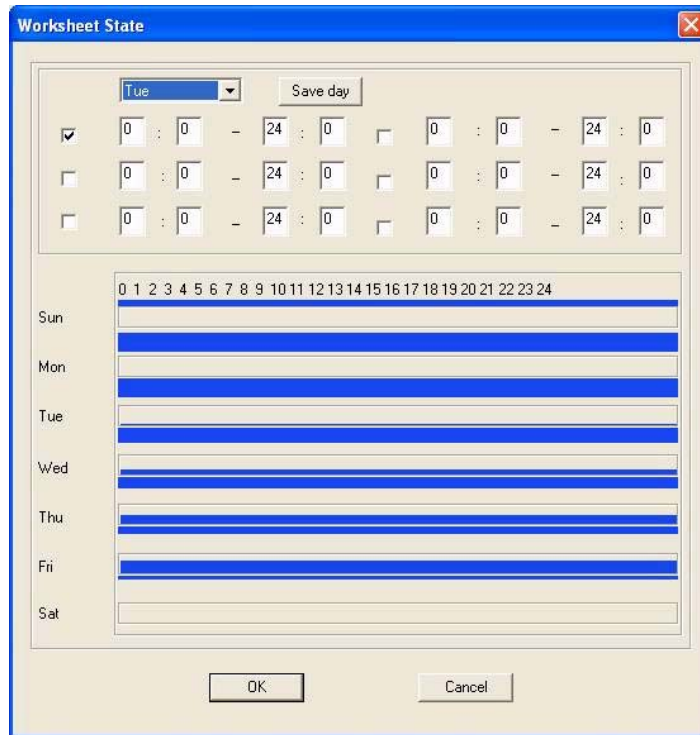 Worksheet State
Tue Save day
0 : 0 – 24 : 0 0 : 0 – 24 : 0
0 : 0 – 24 : 0 0 : 0 – 24 : 0
0 : 0 – 24 : 0 0 : 0 – 24 : 0
0 1 2 3 4 5 6 7 8 9 10 11 12 13 14 15 16 17 18 19 20 21 22 23 24
Sun
Mon
Tue
Wed
Thu
Fri
Sat
OK Cancel